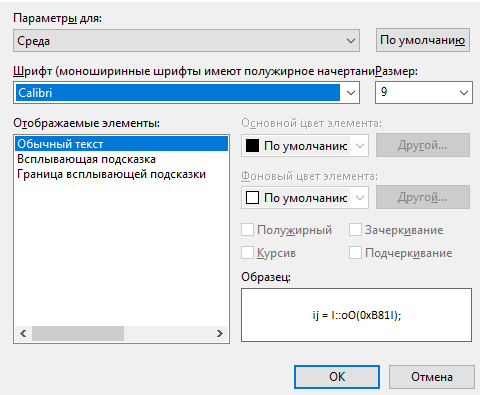 Параметры для:
Среда
По умолчанию
Шрифт (моноширинные шрифты имеют полужирное начертани
Размер:
Calibri
9
Отображаемые элементы:
Основной цвет элемента:
Обычный текст
Всплывающая подсказка
Граница всплывающей подсказки
По умолчанию
Другой...
Фоновый цвет элемента:
По умолчанию
Другой...
Полужирный
Зачеркивание
Курсив
Подчеркивание
Образец:
ij = I::oO(0xB81l);
ОК
Отмена